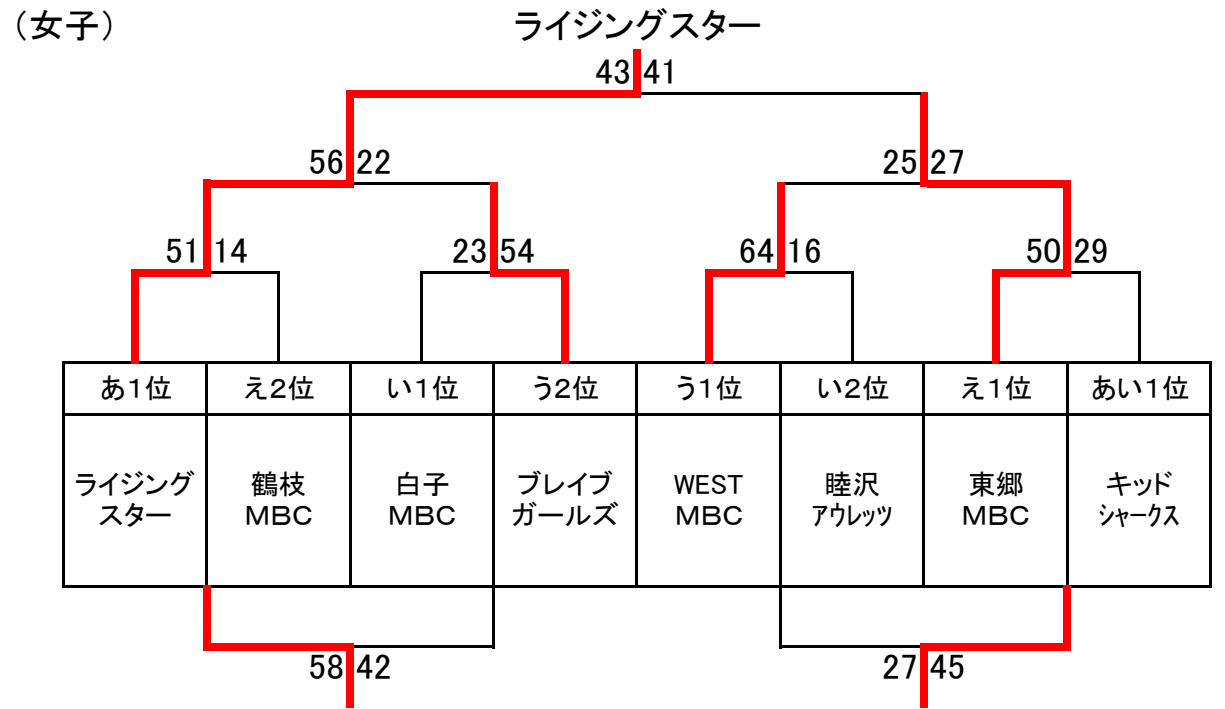 （女子）
ライジングスター
43 41
56 22
25 27
51 14
23 54
64 16
50 29
あ１位 え２位 い１位 う２位 う１位 い２位 え１位 あい１位
ライジング
スター
鶴枝
ＭＢＣ
白子
ＭＢＣ
ブレイブ
ガールズ
WEST
ＭＢＣ
睦沢
アウレッツ
東郷
ＭＢＣ
キッド
シャークス
58 42
27 45